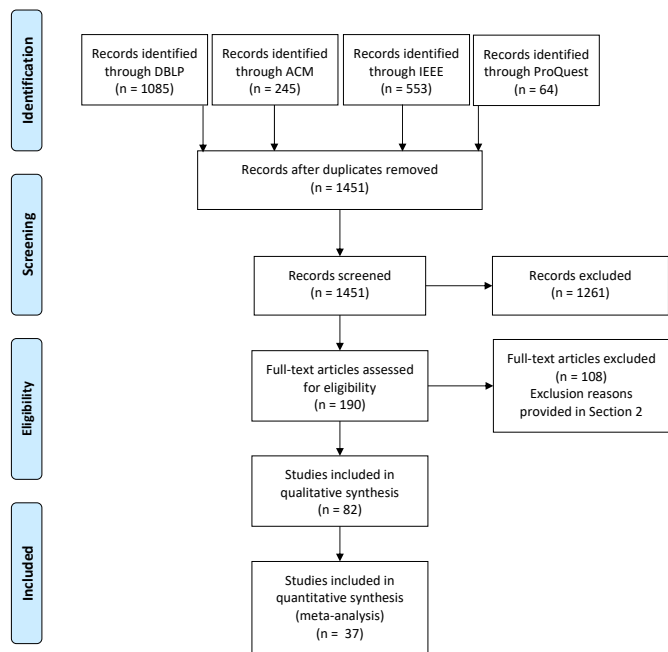 Identification
Records identified
through DBLP
(n = 1085)
Records identified
through ACM
(n = 245)
Records identified
through IEEE
(n = 553)
Records identified
through ProQuest
(n = 64)
Records after duplicates removed
(n = 1451)
Screening
Records screened
(n = 1451)
Records excluded
(n = 1261)
Eligibility
Full-text articles assessed
for eligibility
(n = 190)
Full-text articles excluded
(n = 108)
Exclusion reasons
provided in Section 2
Studies included in
qualitative synthesis
(n = 82)
Included
Studies included in
quantitative synthesis
(meta-analysis)
(n = 37)